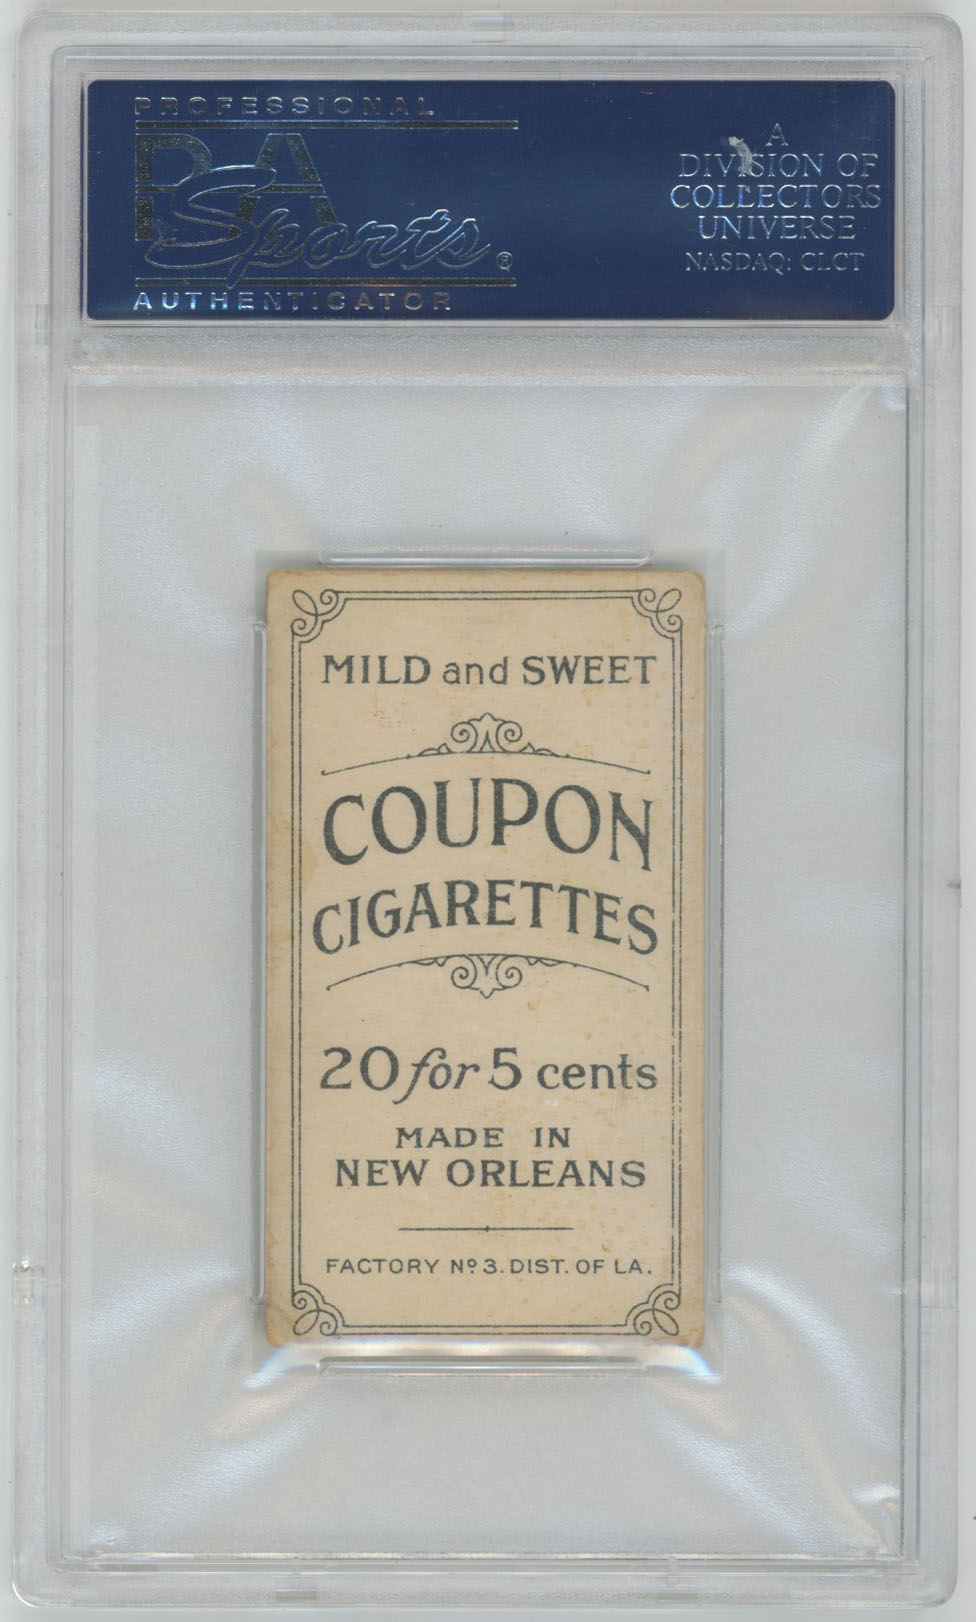 PROFESSIONAL
PSA
Sports®
AUTHENTICATOR
A
DIVISION OF
COLLECTORS
UNIVERSE
NASDAQ: CLCT
MILD and SWEET
COUPON
CIGARETTES
20 for 5 cents
MADE IN
NEW ORLEANS
FACTORY Nº 3. DIST. OF LA.